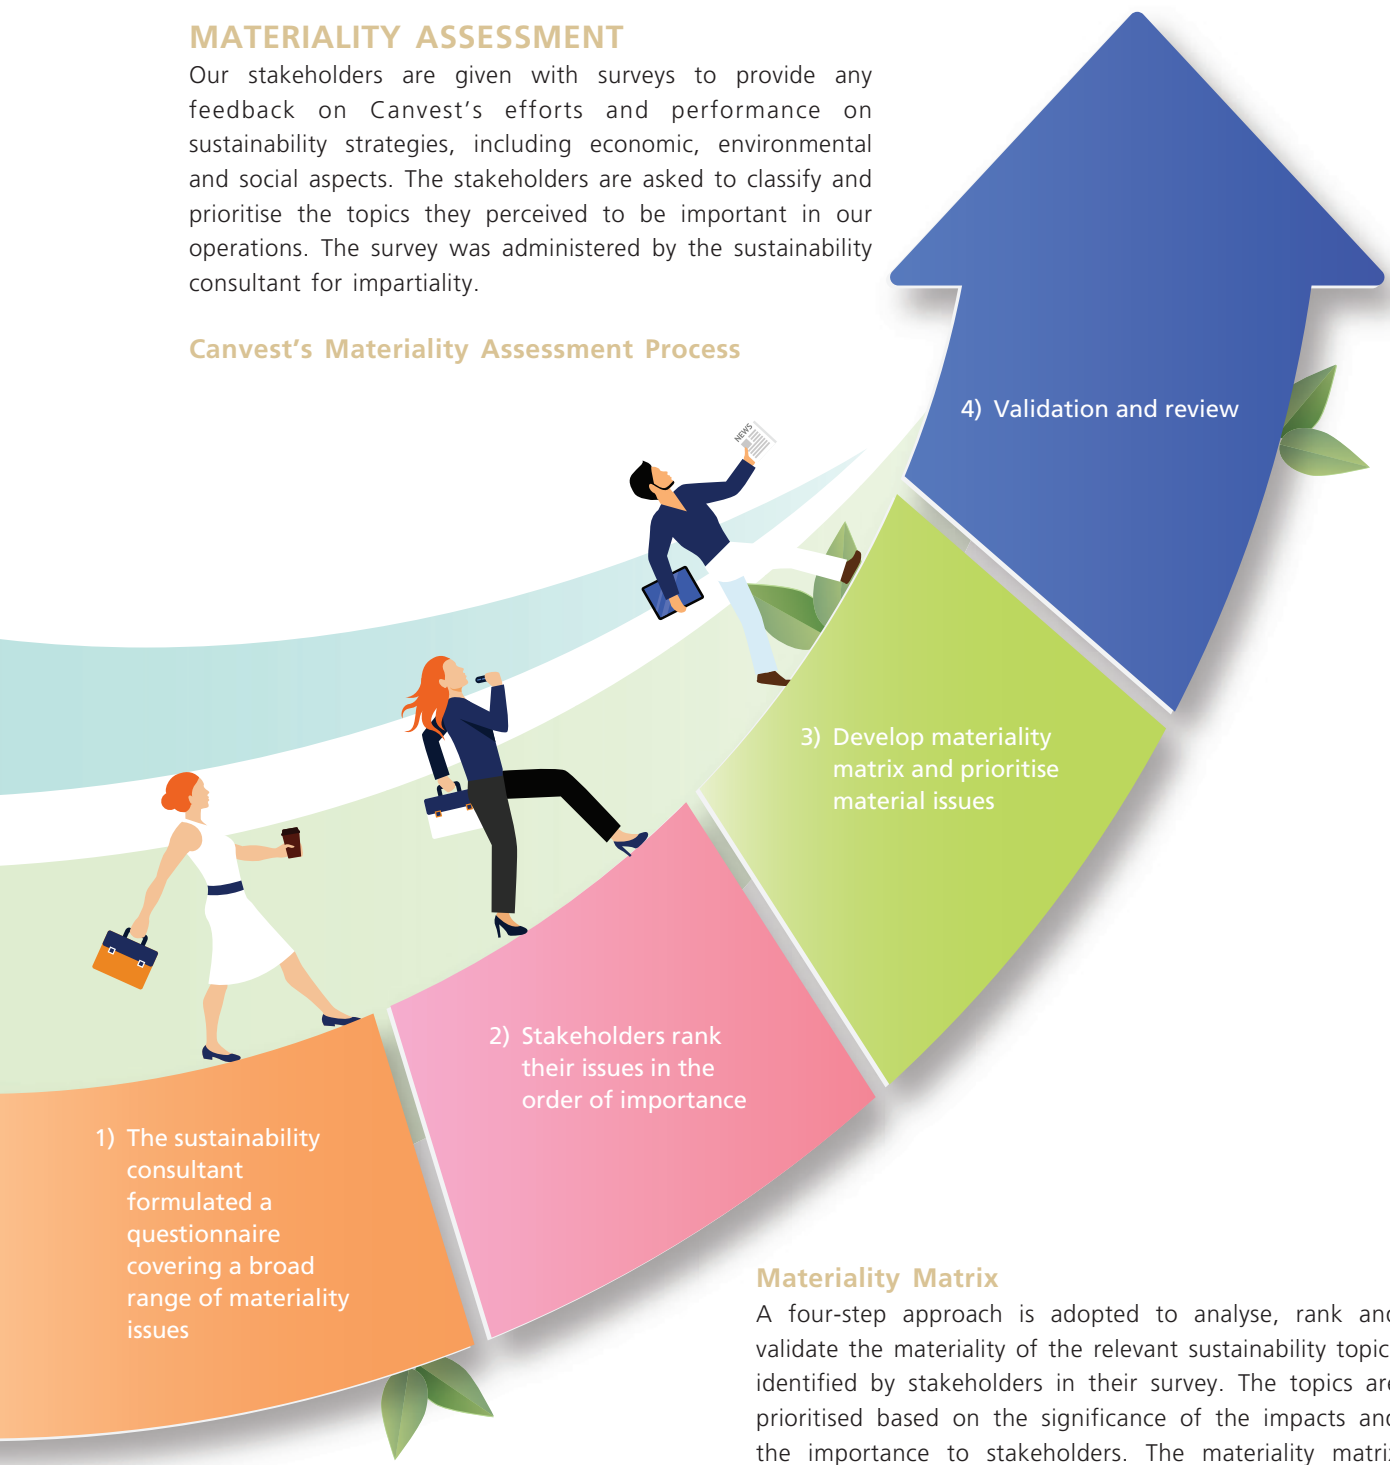 MATERIALITY ASSESSMENT
Our stakeholders are given with surveys to provide any
feedback on Canvest’s efforts and performance on
sustainability strategies, including economic, environmental
and social aspects. The stakeholders are asked to classify and
prioritise the topics they perceived to be important in our
operations. The survey was administered by the sustainability
consultant for impartiality.
Canvest’s Materiality Assessment Process
NEWS
4) Validation and review
3) Develop materiality
matrix and prioritise
material issues
2) Stakeholders rank
their issues in the
order of importance
1) The sustainability
consultant
formulated a
questionnaire
covering a broad
range of materiality
issues
Materiality Matrix
A four-step approach is adopted to analyse, rank and
validate the materiality of the relevant sustainability topic
identified by stakeholders in their survey. The topics are
prioritised based on the significance of the impacts and
the importance to stakeholders. The materiality matrix